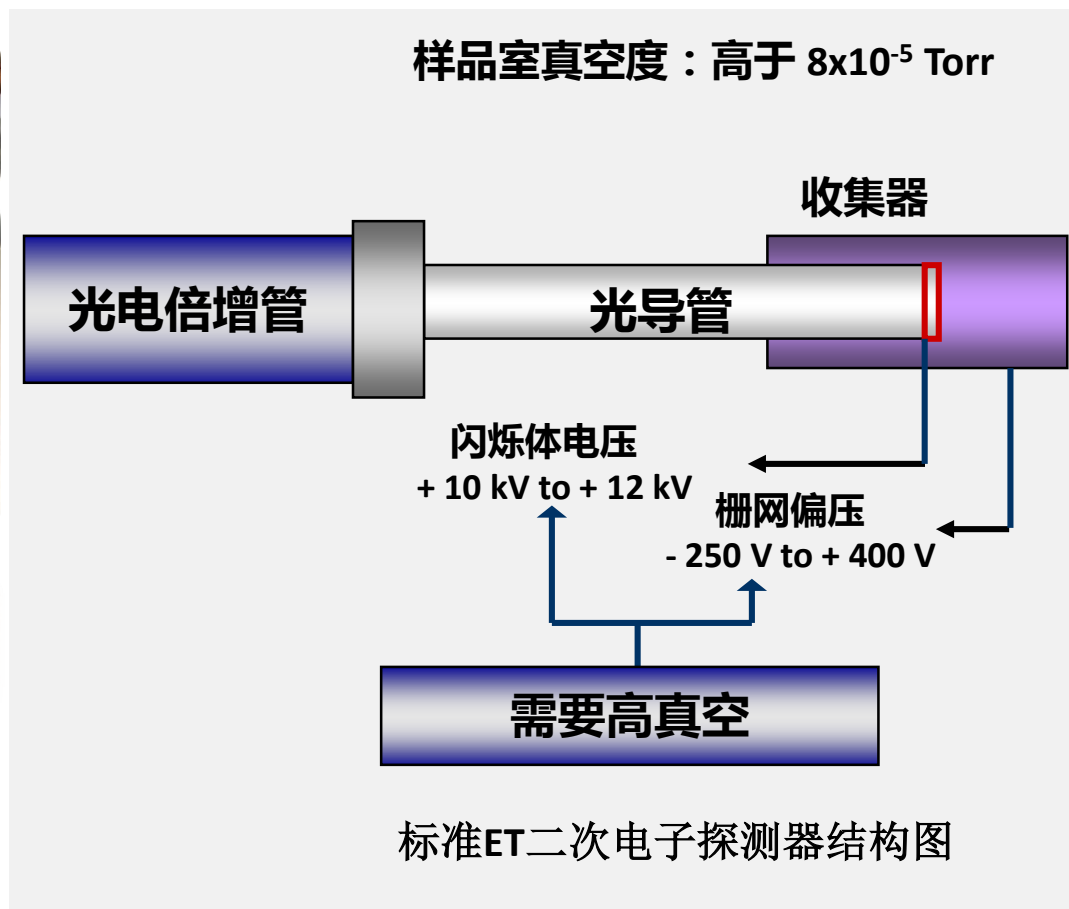 样品室真空度：高于 8x10⁻⁵ Torr
收集器
光电倍增管
光导管
闪烁体电压
+ 10 kV to + 12 kV
栅网偏压
- 250 V to + 400 V
需要高真空
标准ET二次电子探测器结构图